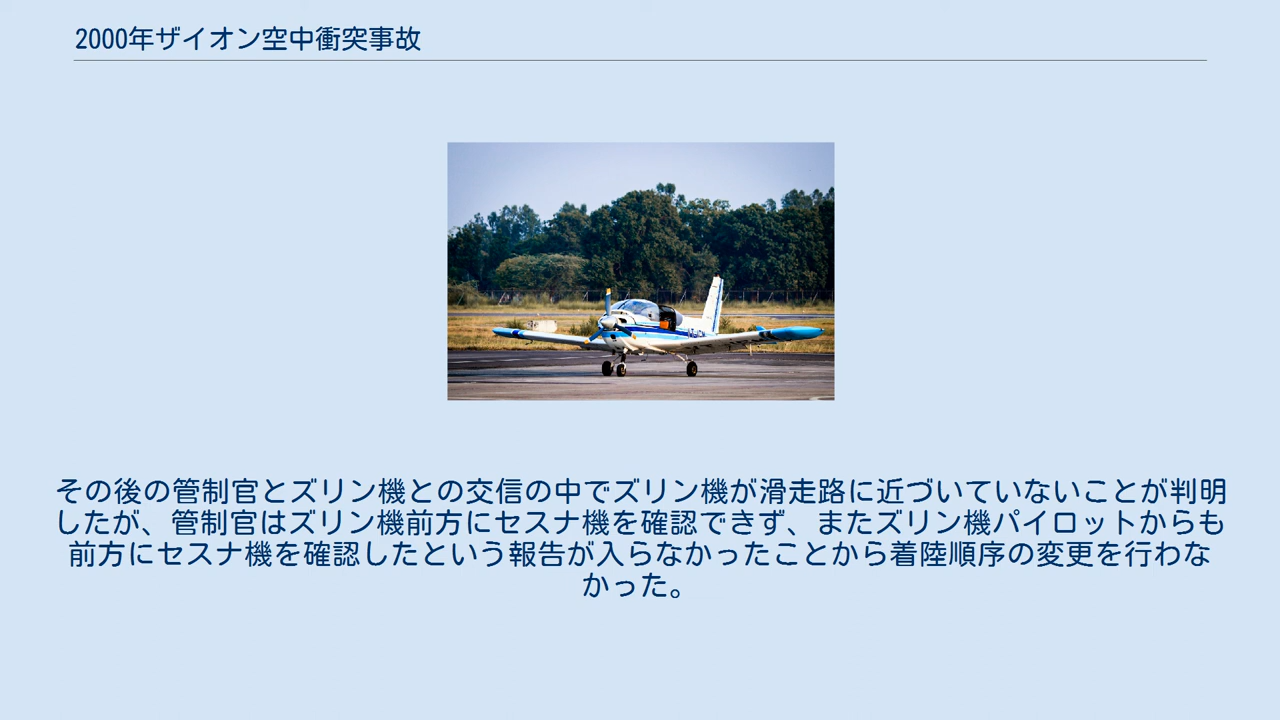 2000年ザイオン空中衝突事故
その後の管制官とズリン機との交信の中でズリン機が滑走路に近づいていないことが判明
したが、管制官はズリン機前方にセスナ機を確認できず、またズリン機パイロットからも
前方にセスナ機を確認したという報告が入らなかったことから着陸順序の変更を行わな
かった。